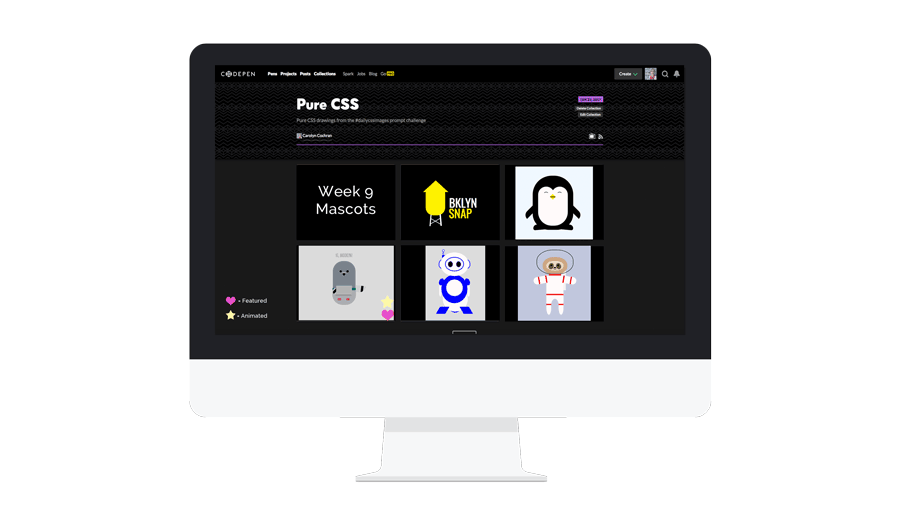 CODEPEN Pens Projects Posts Collections Spark Jobs Blog Go PRO Create
Pure CSS
Delete Collection
Pure CSS drawings from the #dailycssimages prompt challenge
Edit Collection
Carolyn Cochran
Week 9
Mascots
BKLYN
SNAP
= Featured
= Animated